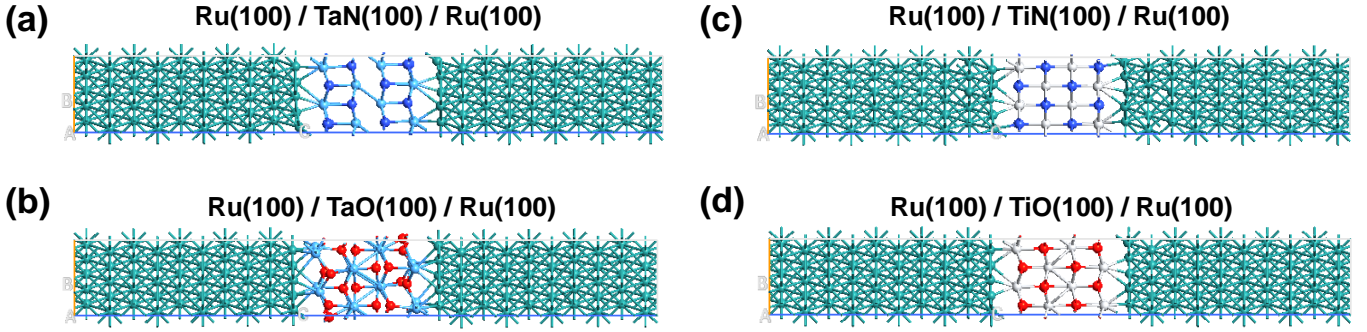 (a)
Ru(100) / TaN(100) / Ru(100)
B
A
C
(c)
Ru(100) / TiN(100) / Ru(100)
B
A
C
(b)
Ru(100) / TaO(100) / Ru(100)
B
A
C
(d)
Ru(100) / TiO(100) / Ru(100)
B
A
C